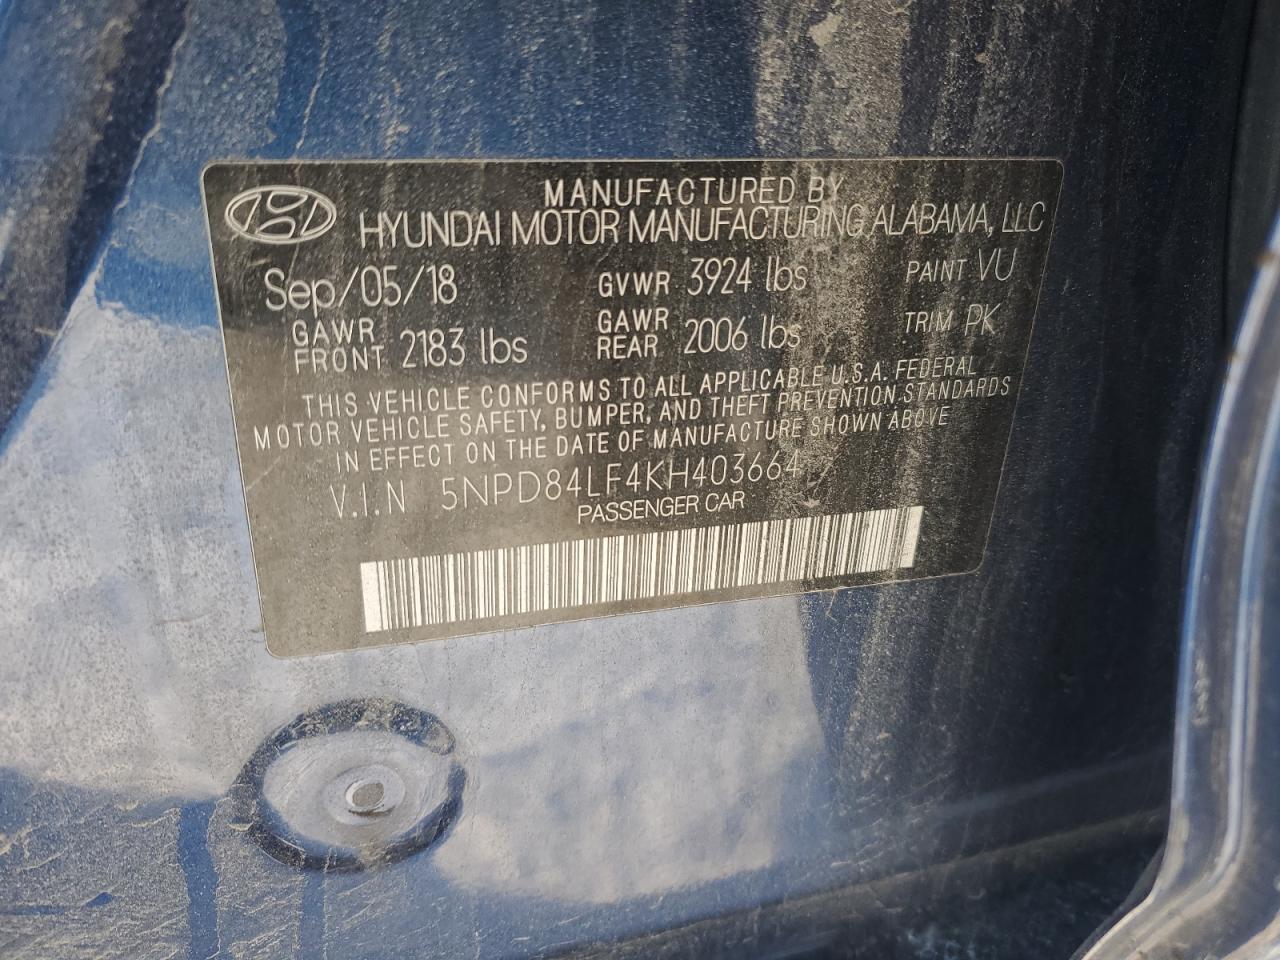 MANUFACTURED BY
HYUNDAI MOTOR MANUFACTURING ALABAMA, LLC
Sep/05/18 GVWR 3924 lbs PAINT VU
GAWR FRONT 2183 lbs GAWR REAR 2006 lbs TRIM PK
THIS VEHICLE CONFORMS TO ALL APPLICABLE U.S.A. FEDERAL
MOTOR VEHICLE SAFETY, BUMPER, AND THEFT PREVENTION STANDARDS
IN EFFECT ON THE DATE OF MANUFACTURE SHOWN ABOVE
V.I.N 5NPD84LF4KH403664
PASSENGER CAR